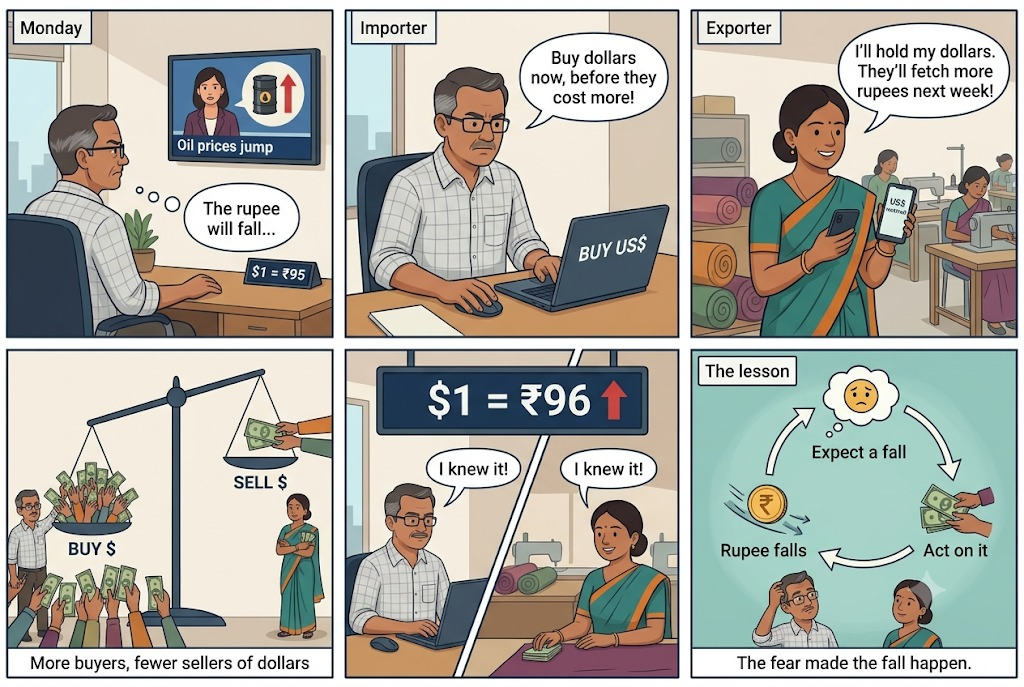 Monday
Oil prices jump
The rupee
will fall...
$1 = ₹95
Importer
Buy dollars
now, before they
cost more!
BUY US$
Exporter
I'll hold my dollars.
They'll fetch more
rupees next week!
US$
BUY $
SELL $
More buyers, fewer sellers of dollars
$1 = ₹96
I knew it!
I knew it!
The lesson
Expect a fall
₹
Rupee falls
Act on it
The fear made the fall happen.